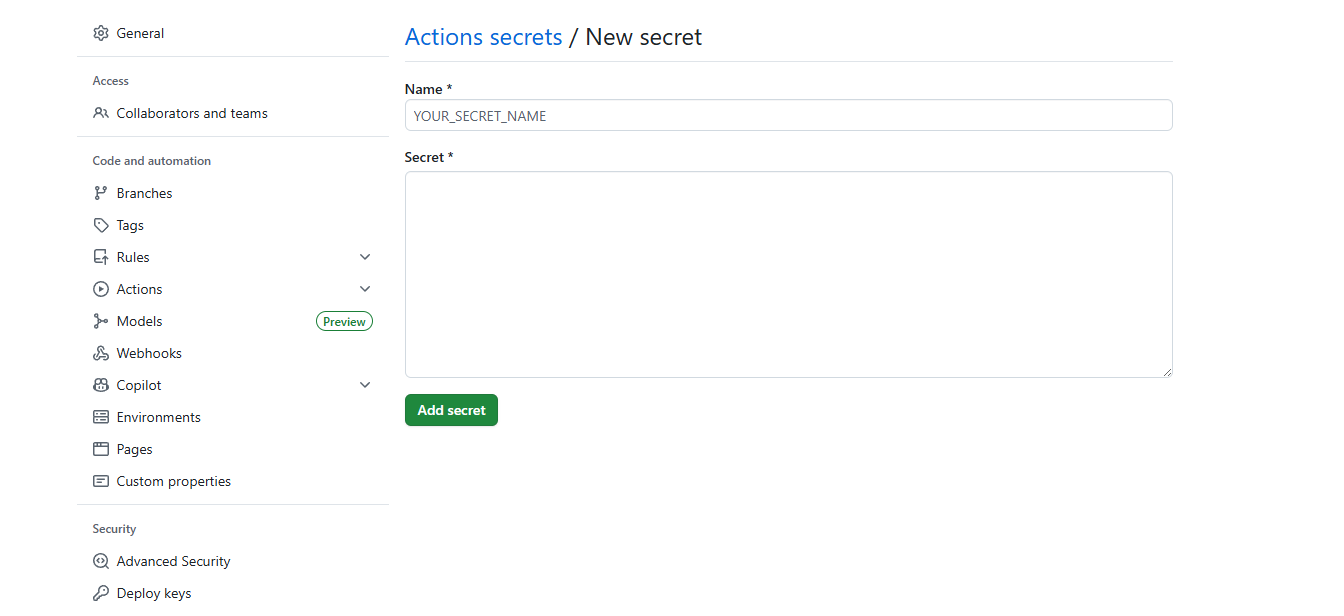 General
Access
Collaborators and teams
Code and automation
Branches
Tags
Rules
Actions
Models Preview
Webhooks
Copilot
Environments
Pages
Custom properties
Security
Advanced Security
Deploy keys
Actions secrets / New secret
Name *
YOUR_SECRET_NAME
Secret *
Add secret